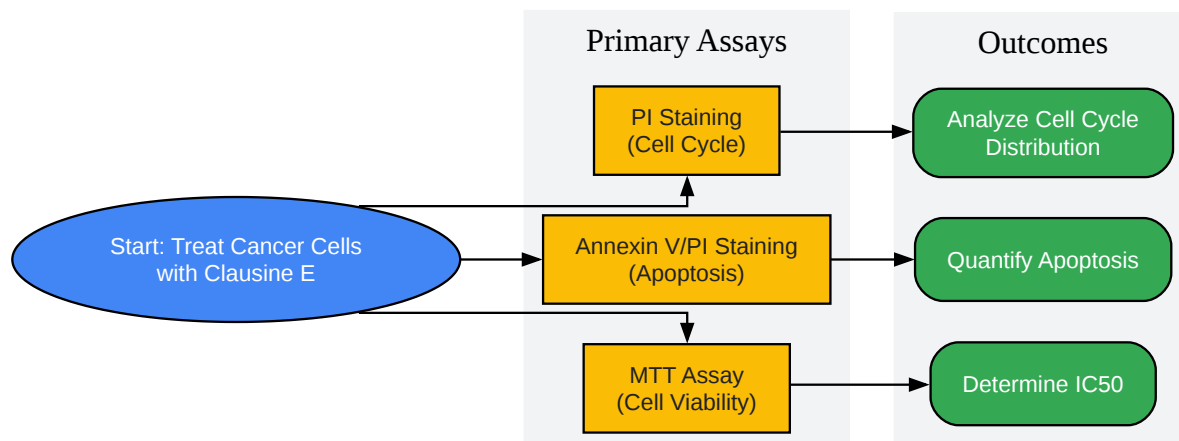 Primary Assays
Outcomes
PI Staining
(Cell Cycle)
Analyze Cell Cycle
Distribution
Start: Treat Cancer Cells
with Clausine E
Annexin V/PI Staining
(Apoptosis)
Quantify Apoptosis
MTT Assay
(Cell Viability)
Determine IC50